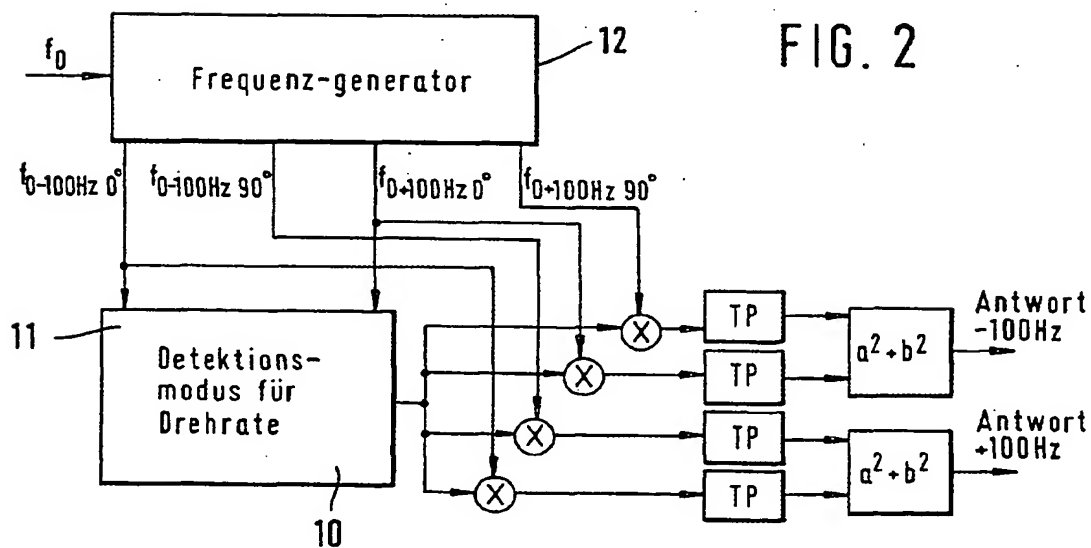 FIG. 2
12
f0
Frequenz-generator
f0-100Hz 0°
f0-100Hz 90°
f0+100Hz 0°
f0+100Hz 90°
11
Detektions-
modus für
Drehrate
10
X
X
X
X
TP
TP
TP
TP
a²+b²
a²+b²
Antwort
-100Hz
Antwort
+100Hz